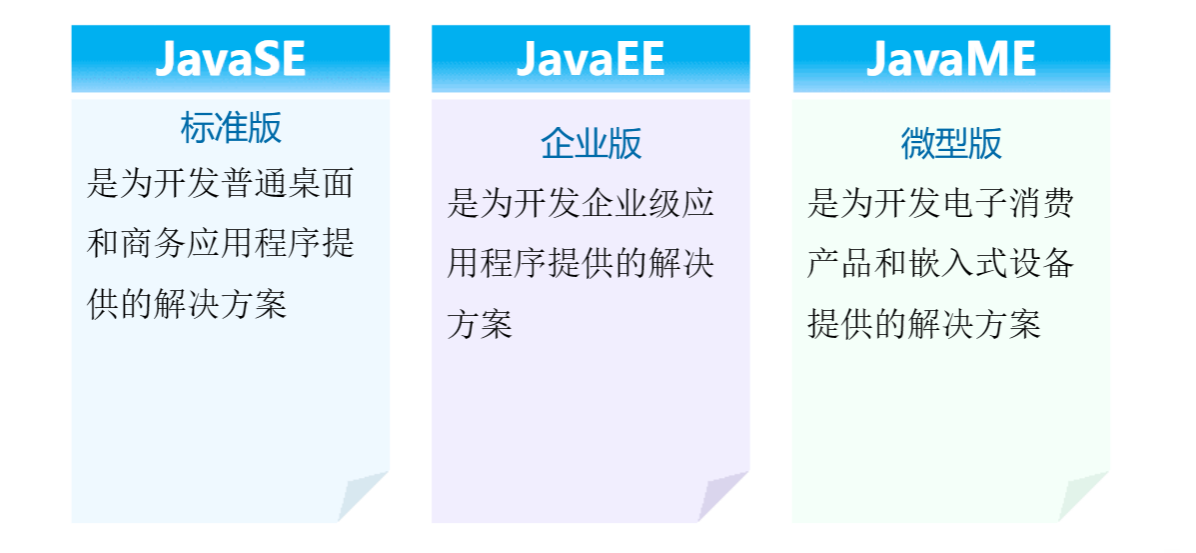 JavaSE
标准版
是为开发普通桌面
和商务应用程序提
供的解决方案
JavaEE
企业版
是为开发企业级应
用程序提供的解决
方案
JavaME
微型版
是为开发电子消费
产品和嵌入式设备
提供的解决方案